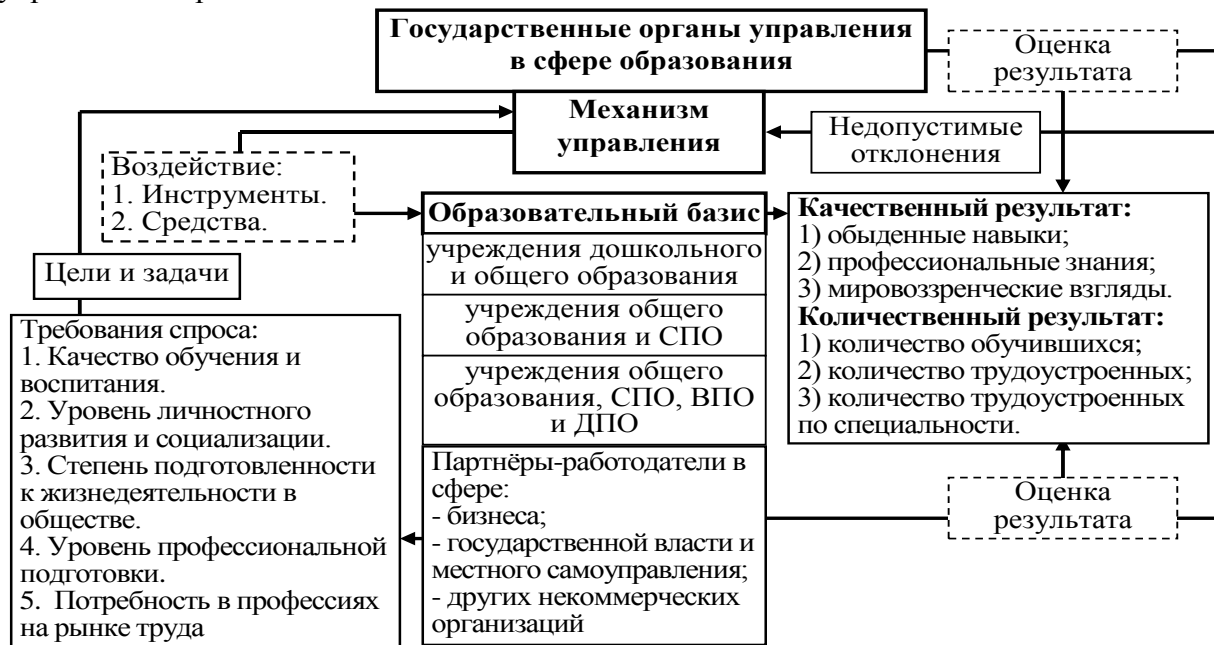 Государственные органы управления
в сфере образования
Оценка
результата
Механизм
управления
Недопустимые
отклонения
Воздействие:
1. Инструменты.
2. Средства.
Образовательный базис
учреждения дошкольного
и общего образования
учреждения общего
образования и СПО
учреждения общего
образования, СПО, ВПО
и ДПО
Качественный результат:
1) обыденные навыки;
2) профессиональные знания;
3) мировоззренческие взгляды.
Количественный результат:
1) количество обучившихся;
2) количество трудоустроенных;
3) количество трудоустроенных
по специальности.
Цели и задачи
Требования спроса:
1. Качество обучения и
воспитания.
2. Уровень личностного
развития и социализации.
3. Степень подготовленности
к жизнедеятельности в
обществе.
4. Уровень профессиональной
подготовки.
5. Потребность в профессиях
на рынке труда
Партнёры-работодатели в
сфере:
- бизнеса;
- государственной власти и
местного самоуправления;
- других некоммерческих
организаций
Оценка
результата